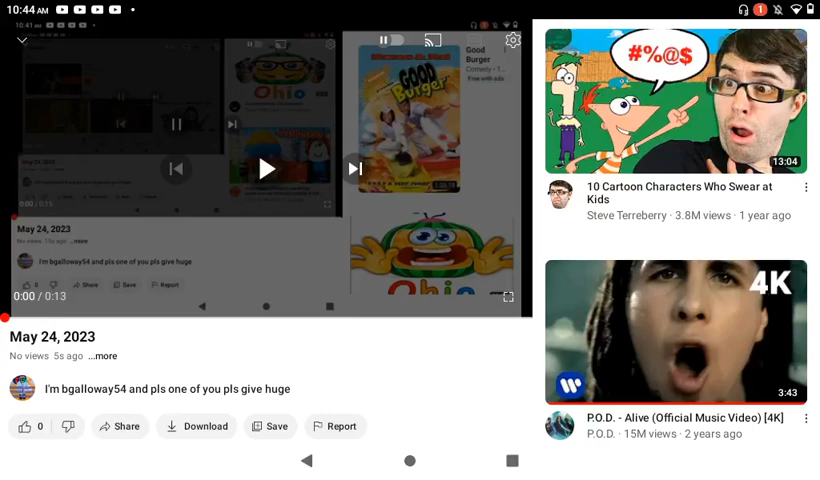 10:44 AM
1
10:41 AM
Good
Burger
Comedy • 1...
Free with ads
GOOD
BURGER
Ohio
May 24, 2023
0:00 / 0:15
May 24, 2023
No views 15s ago ...more
I'm bgalloway54 and pls one of you pls give huge
0 Share Save Report
Ohio
0:00 / 0:13
May 24, 2023
No views 5s ago ...more
I'm bgalloway54 and pls one of you pls give huge
0 Share Download Save Report
#%@$
13:04
10 Cartoon Characters Who Swear at
Kids
Steve Terreberry · 3.8M views · 1 year ago
4K
W
3:43
P.O.D. - Alive (Official Music Video) [4K]
P.O.D. · 15M views · 2 years ago